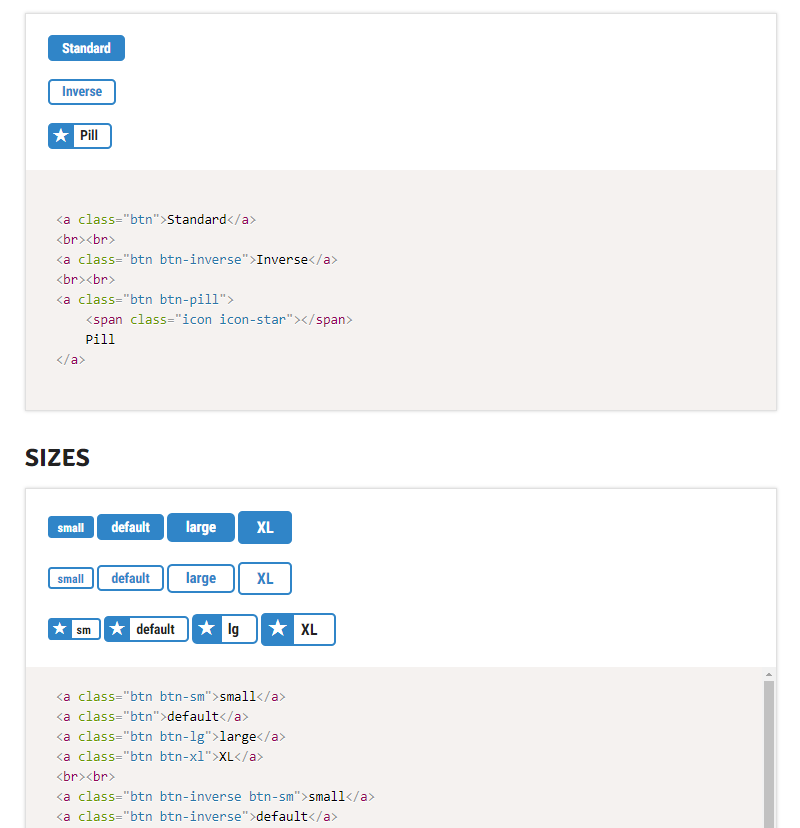 Standard
Inverse
Pill
<a class="btn">Standard</a>
<br><br>
<a class="btn btn-inverse">Inverse</a>
<br><br>
<a class="btn btn-pill">
    <span class="icon icon-star"></span>
    Pill
</a>
SIZES
small default large XL
small default large XL
sm default lg XL
<a class="btn btn-sm">small</a>
<a class="btn">default</a>
<a class="btn btn-lg">large</a>
<a class="btn btn-xl">XL</a>
<br><br>
<a class="btn btn-inverse btn-sm">small</a>
<a class="btn btn-inverse">default</a>